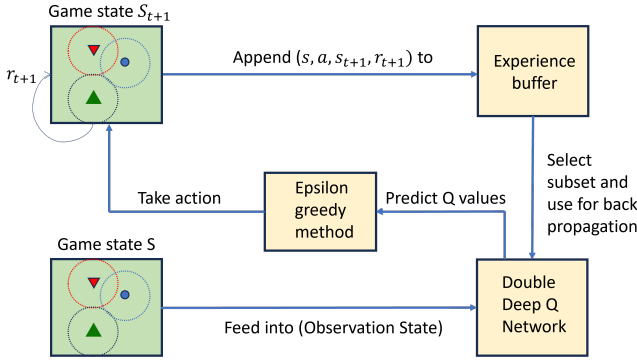 Game state S_{t+1}
r_{t+1}
Append (s, a, s_{t+1}, r_{t+1}) to
Experience
buffer
Select
subset and
use for back
propagation
Take action
Epsilon
greedy
method
Predict Q values
Game state S
Feed into (Observation State)
Double
Deep Q
Network